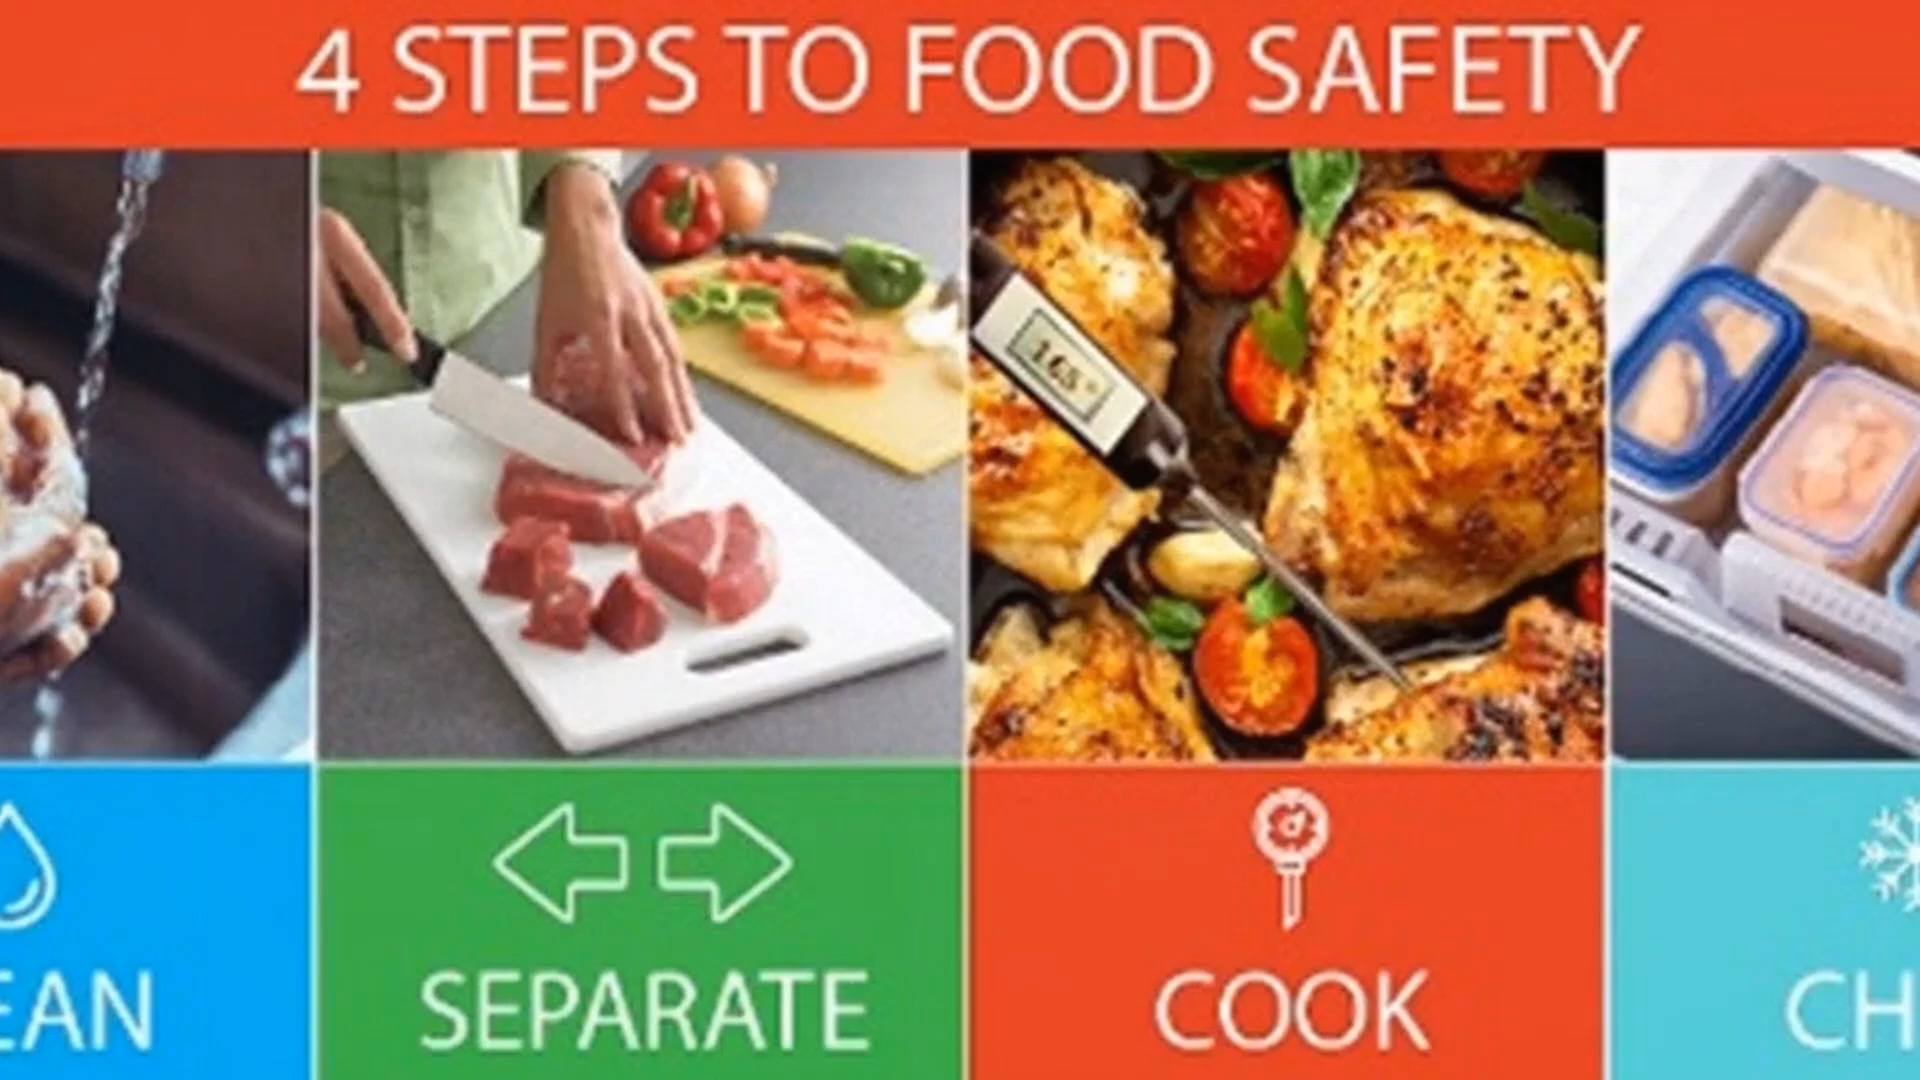 4 STEPS TO FOOD SAFETY
165°
EAN
SEPARATE
COOK
CH